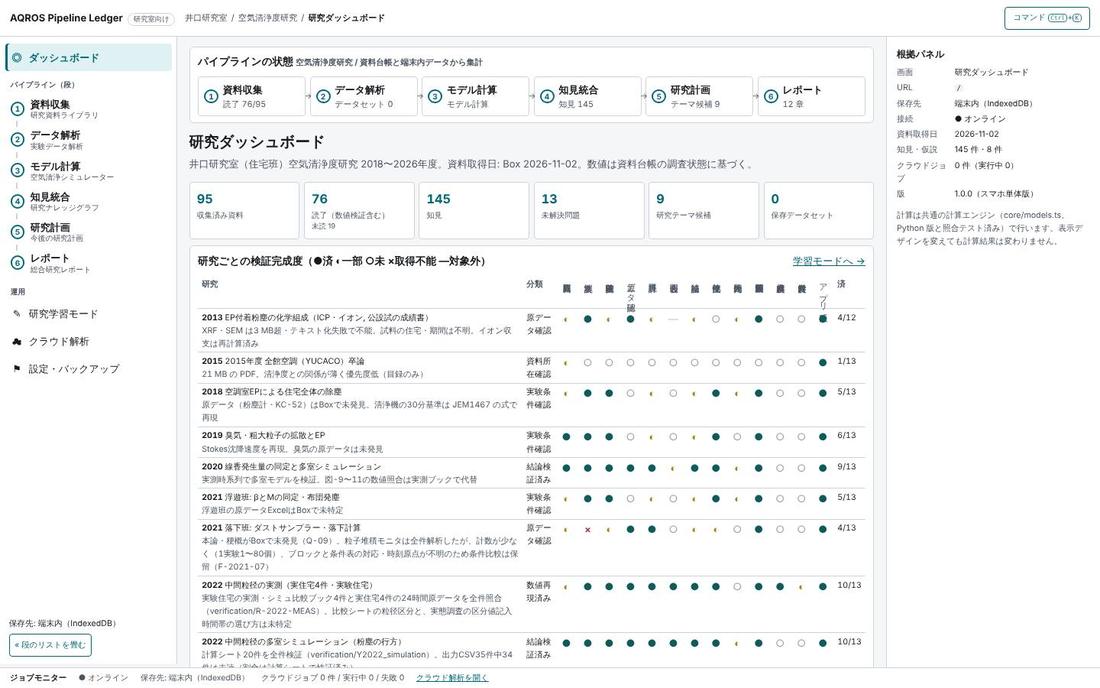 AQROS Pipeline Ledger 研究室向け 井口研究室 / 空気清浄度研究 / 研究ダッシュボード コマンド Ctrl+K
◎ ダッシュボード
パイプライン（段）
1 資料収集
研究資料ライブラリ
2 データ解析
実験データ解析
3 モデル計算
空気清浄シミュレーター
4 知見統合
研究ナレッジグラフ
5 研究計画
今後の研究計画
6 レポート
総合研究レポート
運用
✎ 研究学習モード
クラウド解析
⚑ 設定・バックアップ
保存先: 端末内（IndexedDB）
« 段のリストを畳む
パイプラインの状態 空気清浄度研究 / 資料台帳と端末内データから集計
1 資料収集
読了 76/95
2 データ解析
データセット 0
3 モデル計算
モデル計算
4 知見統合
知見 145
5 研究計画
テーマ候補 9
6 レポート
12 章
研究ダッシュボード
井口研究室（住宅班）空気清浄度研究 2018〜2026年度。資料取得日: Box 2026-11-02。数値は資料台帳の調査状態に基づく。
95
収集済み資料
76
読了（数値検証含む）
未読 19
145
知見
13
未解決問題
9
研究テーマ候補
0
保存データセット
研究ごとの検証完成度（●済 ◐一部 ○未 ×取得不能 —対象外） 学習モードへ →
研究 分類 済
2013 EP付着粉塵の化学組成（ICP・イオン, 公設試の成績書） 原データ確認 4/12
XRF・SEM は3 MB超・テキスト化失敗で不能。試料の住宅・期間は不明。イオン収
支は再計算済み
2015 2015年度 全館空調（YUCACO）卒論 資料所在確認 1/13
21 MB の PDF。清浄度との関係が薄く優先度低（目録のみ）
2018 空調室EPによる住宅全体の除塵 実験条件確認 5/13
原データ（粉塵計・KC-52）はBoxで未発見。清浄機の30分基準は JEM1467 の式で
再現
2019 臭気・粗大粒子の拡散とEP 実験条件確認 6/13
Stokes沈降速度を再現。臭気の原データは未発見
2020 線香発生量の同定と多室シミュレーション 結論検証済み 9/13
実測時系列で多室モデルを検証。図-9〜11の数値照合は実測ブックで代替
2021 浮遊班: βとMの同定・布団発塵 実験条件確認 5/13
浮遊班の原データExcelはBoxで未特定
2021 落下班: ダストサンプラー・落下計算 原データ確認 4/13
本論・梗概がBoxで未発見（Q-09）。粒子堆積モニタは全件解析したが、計数が少な
く（1実験1〜80個）、ブロックと条件表の対応・時刻原点が不明のため条件比較は保
留（F-2021-07）
2022 中間粒径の実測（実住宅4件・実験住宅） 数値再現済み 10/13
実験住宅の実測・シミュ比較ブック4件と実住宅4件の24時間原データを全件照合
（verification/R-2022-MEAS）。比較シートの粒径区分と、実態調査の区分値記入
時間帯の選び方は未特定
2022 中間粒径の多室シミュレーション（粉塵の行方） 結論検証済み 10/13
計算シート20件を全件検証（verification/Y2022_simulation）。出力CSV35件中34
根拠パネル
画面 研究ダッシュボード
URL /
保存先 端末内（IndexedDB）
接続 ● オンライン
資料取得日 2026-11-02
知見・仮説 145 件・8 件
クラウドジョブ 0 件（実行中 0）
版 1.0.0（スマホ単体版）
計算は共通の計算エンジン（core/models.ts。
Python 版と照合テスト済み）で行います。表示デ
ザインを変えても計算結果は変わりません。
ジョブモニター ● オンライン 保存先: 端末内（IndexedDB） クラウドジョブ 0 件 / 実行中 0 / 失敗 0 クラウド解析を開く